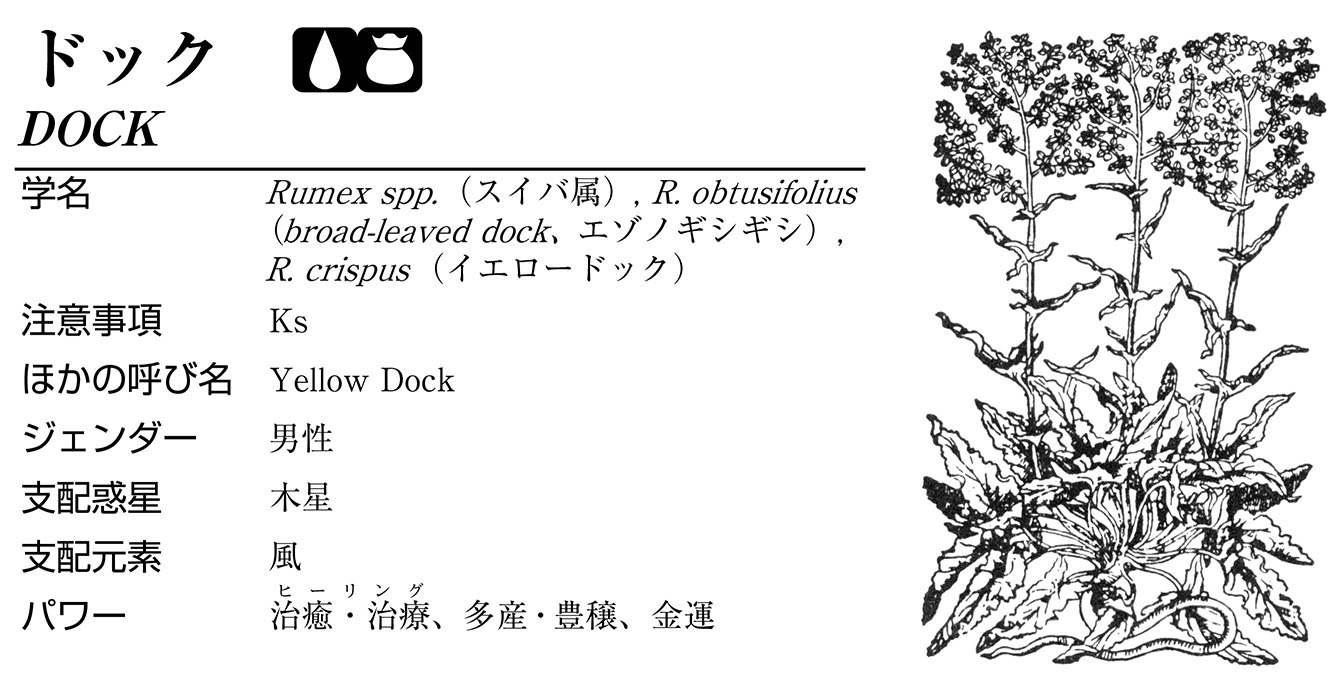 ドック
DOCK
学名 Rumex spp.（スイバ属）, R. obtusifolius
（broad-leaved dock、エゾノギシギシ）,
R. crispus（イエロードック）
注意事項 Ks
ほかの呼び名 Yellow Dock
ジェンダー 男性
支配惑星 木星
支配元素 風
ヒーリング
パワー 治癒・治療、多産・豊穣、金運